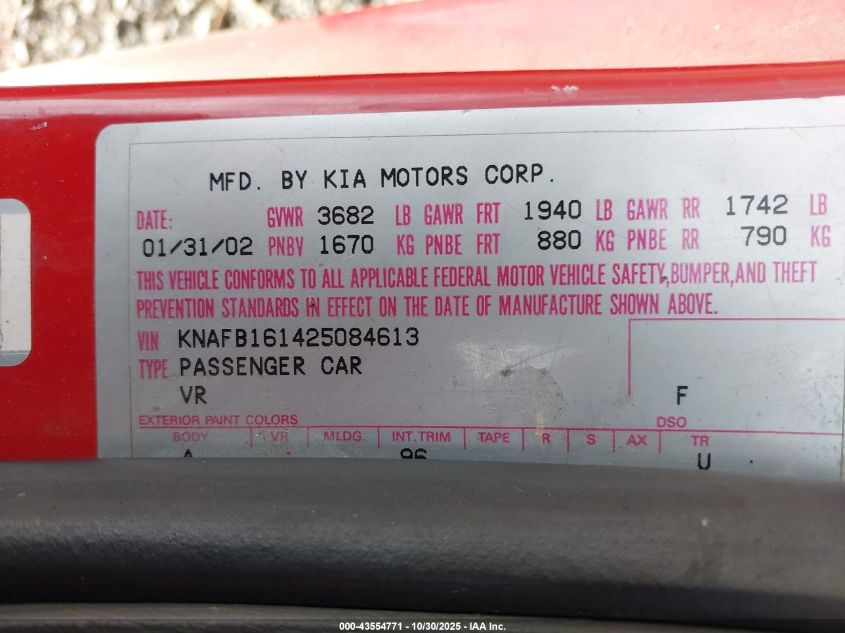 MFD. BY KIA MOTORS CORP.
DATE: GVWR 3682 LB GAWR FRT 1940 LB GAWR RR 1742 LB
01/31/02 PNBV 1670 KG PNBE FRT 880 KG PNBE RR 790 KG
THIS VEHICLE CONFORMS TO ALL APPLICABLE FEDERAL MOTOR VEHICLE SAFETY, BUMPER, AND THEFT
PREVENTION STANDARDS IN EFFECT ON THE DATE OF MANUFACTURE SHOWN ABOVE.
VIN KNAFB161425084613
TYPE PASSENGER CAR
VR F
EXTERIOR PAINT COLORS DSO
BODY VR MLDG. INT.TRIM TAPE R S AX TR
A 96 U
000-43554771 - 10/30/2025 - IAA Inc.